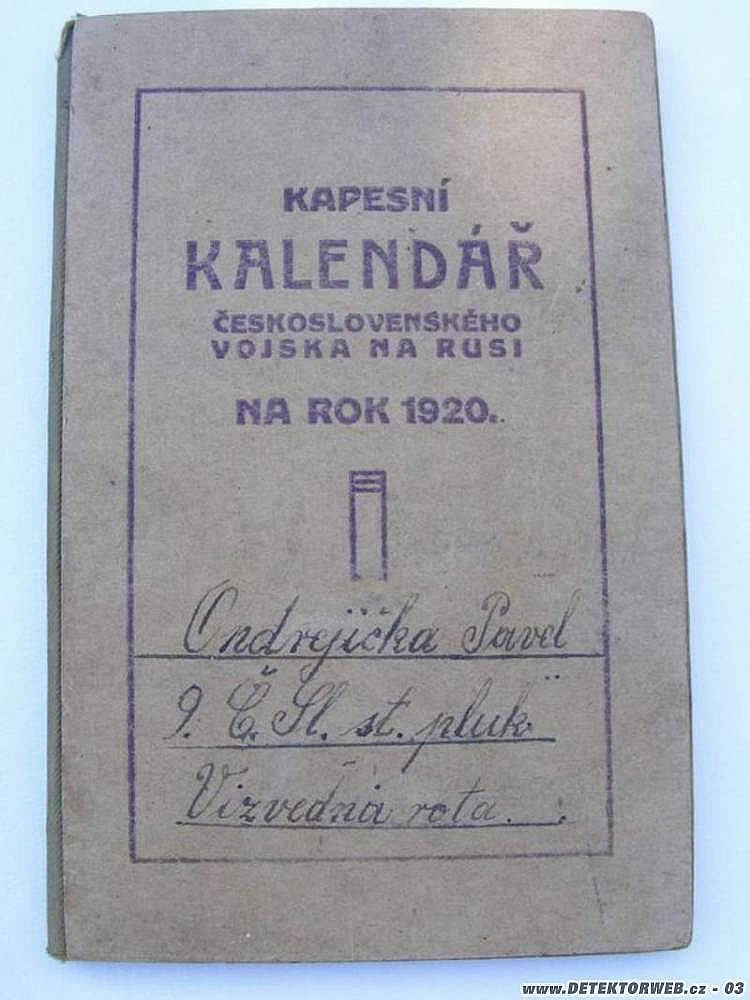 KAPESNÍ
KALENDÁŘ
ČESKOSLOVENSKÉHO
VOJSKA NA RUSI
NA ROK 1920.
Ondrejička Pavel
9. Č. Sl. st. pluk
Vizvedná rota.
www.DETEKTORWEB.cz - 03